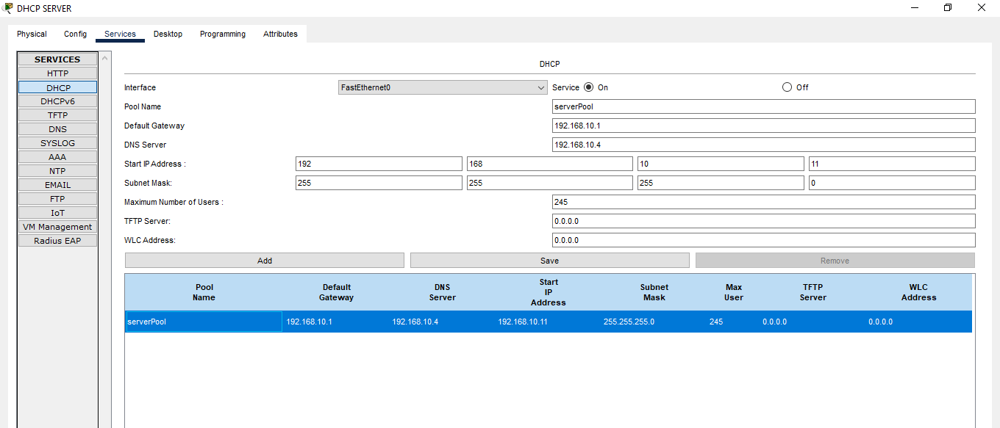 DHCP SERVER
Physical Config Services Desktop Programming Attributes
SERVICES
HTTP
DHCP
DHCPv6
TFTP
DNS
SYSLOG
AAA
NTP
EMAIL
FTP
IoT
VM Management
Radius EAP
DHCP
Interface FastEthernet0 Service On Off
Pool Name serverPool
Default Gateway 192.168.10.1
DNS Server 192.168.10.4
Start IP Address : 192 168 10 11
Subnet Mask: 255 255 255 0
Maximum Number of Users : 245
TFTP Server: 0.0.0.0
WLC Address: 0.0.0.0
Add Save Remove
Pool Name Default Gateway DNS Server Start IP Address Subnet Mask Max User TFTP Server WLC Address
serverPool 192.168.10.1 192.168.10.4 192.168.10.11 255.255.255.0 245 0.0.0.0 0.0.0.0